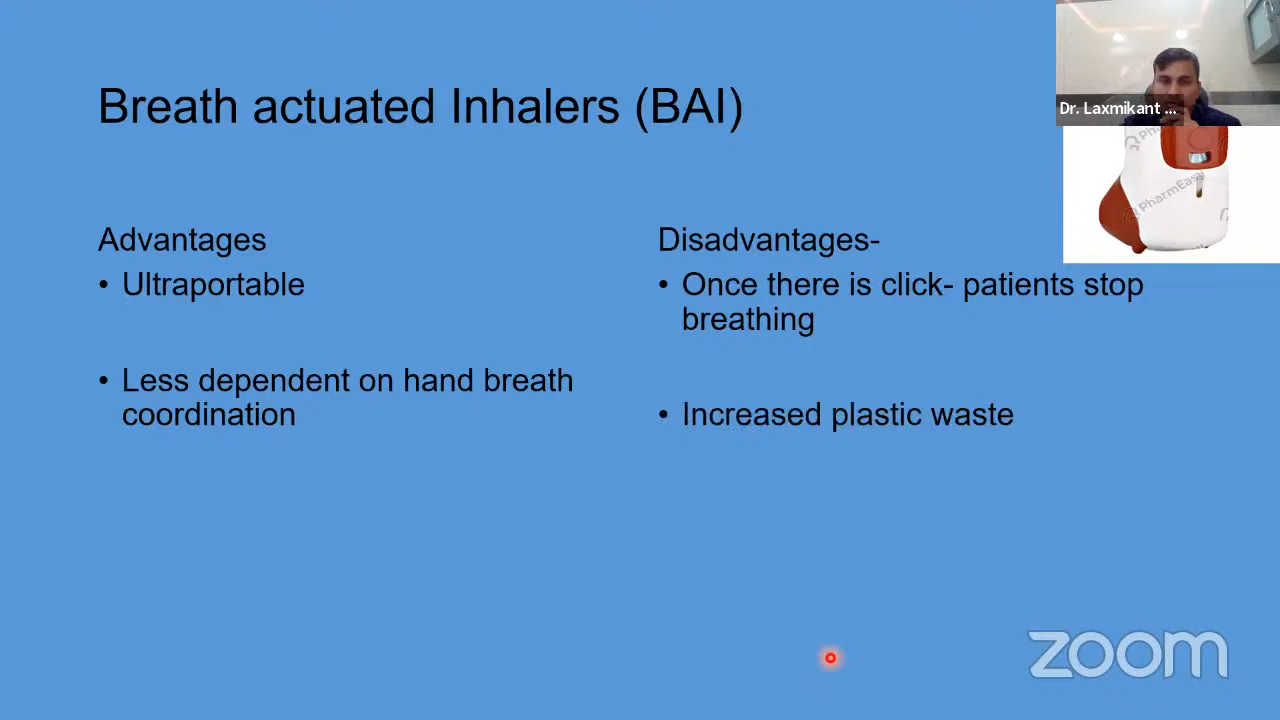 Breath actuated Inhalers (BAI)
Dr. Laxmikant ...
PharmEasy
Advantages
• Ultraportable
• Less dependent on hand breath
coordination
Disadvantages-
• Once there is click- patients stop
breathing
• Increased plastic waste
zoom